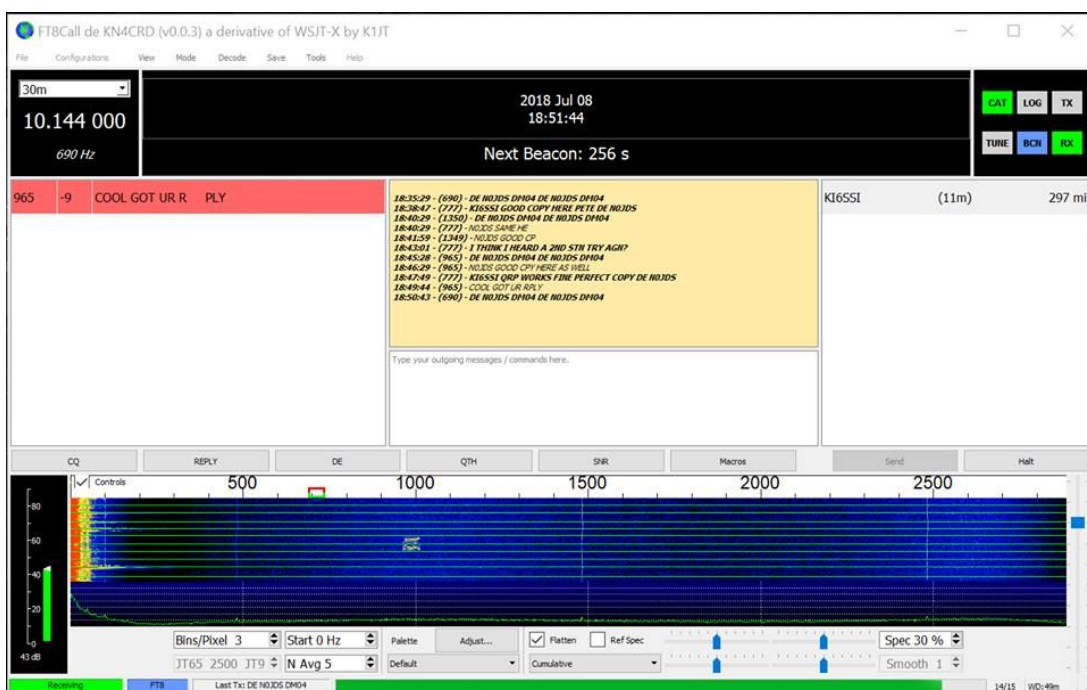 FT8Call de KN4CRD (v0.0.3) a derivative of WSJT-X by K1JT
File Configurations View Mode Decode Save Tools Help
30m
10.144 000
690 Hz
2018 Jul 08
18:51:44
Next Beacon: 256 s
CAT LOG TX
TUNE BCN RX
965 -9 COOL GOT UR R PLY
18:35:29 - (690) - DE N0JDS DM04 DE N0JDS DM04
18:38:47 - (777) - KI6SSI GOOD COPY HERE PETE DE N0JDS
18:40:29 - (1350) - DE N0JDS DM04 DE N0JDS DM04
18:40:29 - (777) - N0JDS SAME HE
18:41:59 - (1349) - N0JDS GOOD CP
18:43:01 - (777) - I THINK I HEARD A 2ND STN TRY AGN?
18:45:28 - (965) - DE N0JDS DM04 DE N0JDS DM04
18:46:29 - (965) - N0JDS GOOD CPY HERE AS WELL
18:47:49 - (777) - KI6SSI QRP WORKS FINE PERFECT COPY DE N0JDS
18:49:44 - (965) - COOL GOT UR RPLY
18:50:43 - (690) - DE N0JDS DM04 DE N0JDS DM04
KI6SSI (11m) 297 mi
Type your outgoing messages / commands here.
CQ REPLY DE QTH SNR Macros Send Halt
Controls 500 1000 1500 2000 2500
-80
-60
-40
-20
-0
43 dB
Bins/Pixel 3 Start 0 Hz Palette Adjust... Flatten Ref Spec Spec 30 %
JT65 2500 JT9 N Avg 5 Default Cumulative Smooth 1
Receiving FT8 Last Tx: DE N0JDS DM04 14/15 WD:49m